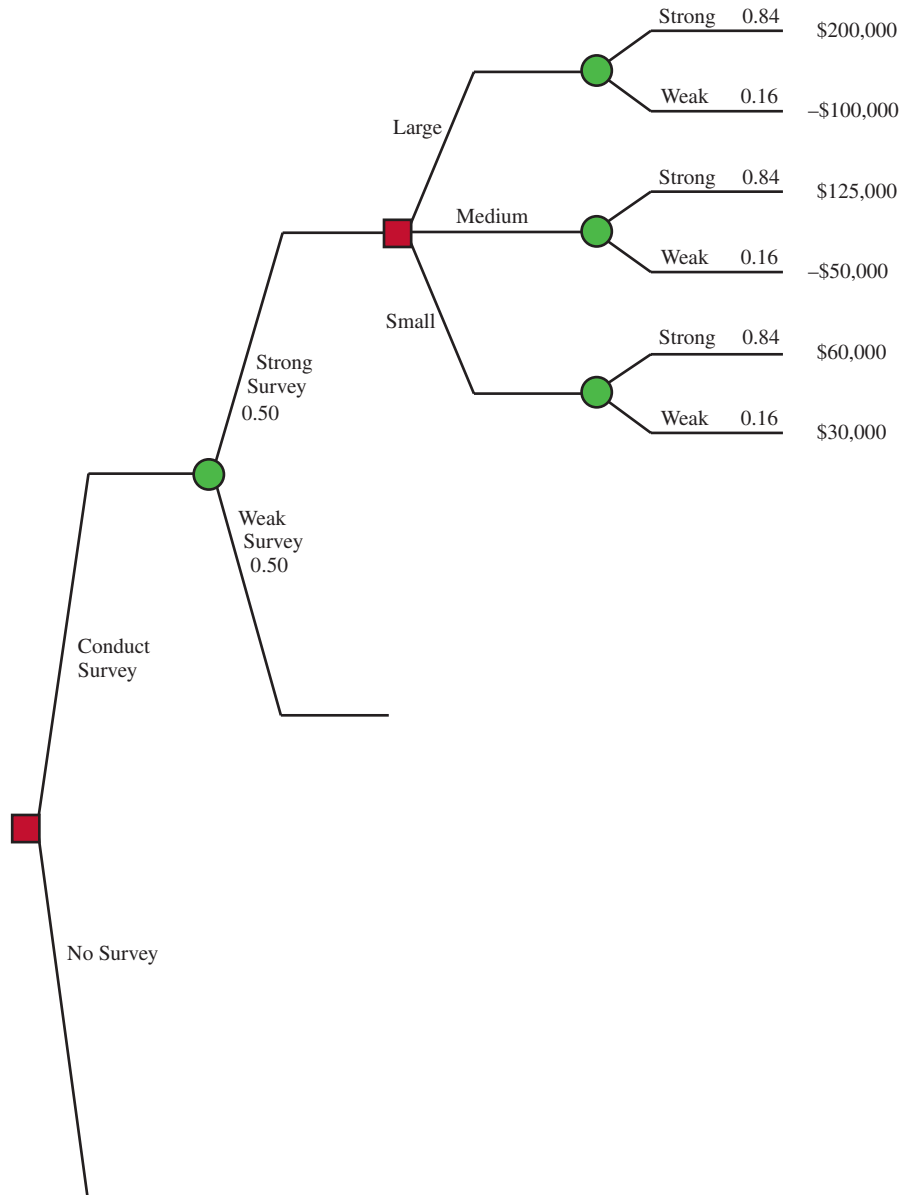 Strong 0.84 $200,000
Large
Weak 0.16 –$100,000
Strong 0.84 $125,000
Medium
Weak 0.16 –$50,000
Small
Strong 0.84 $60,000
Weak 0.16 $30,000
Strong
Survey
0.50
Weak
Survey
0.50
Conduct
Survey
No Survey